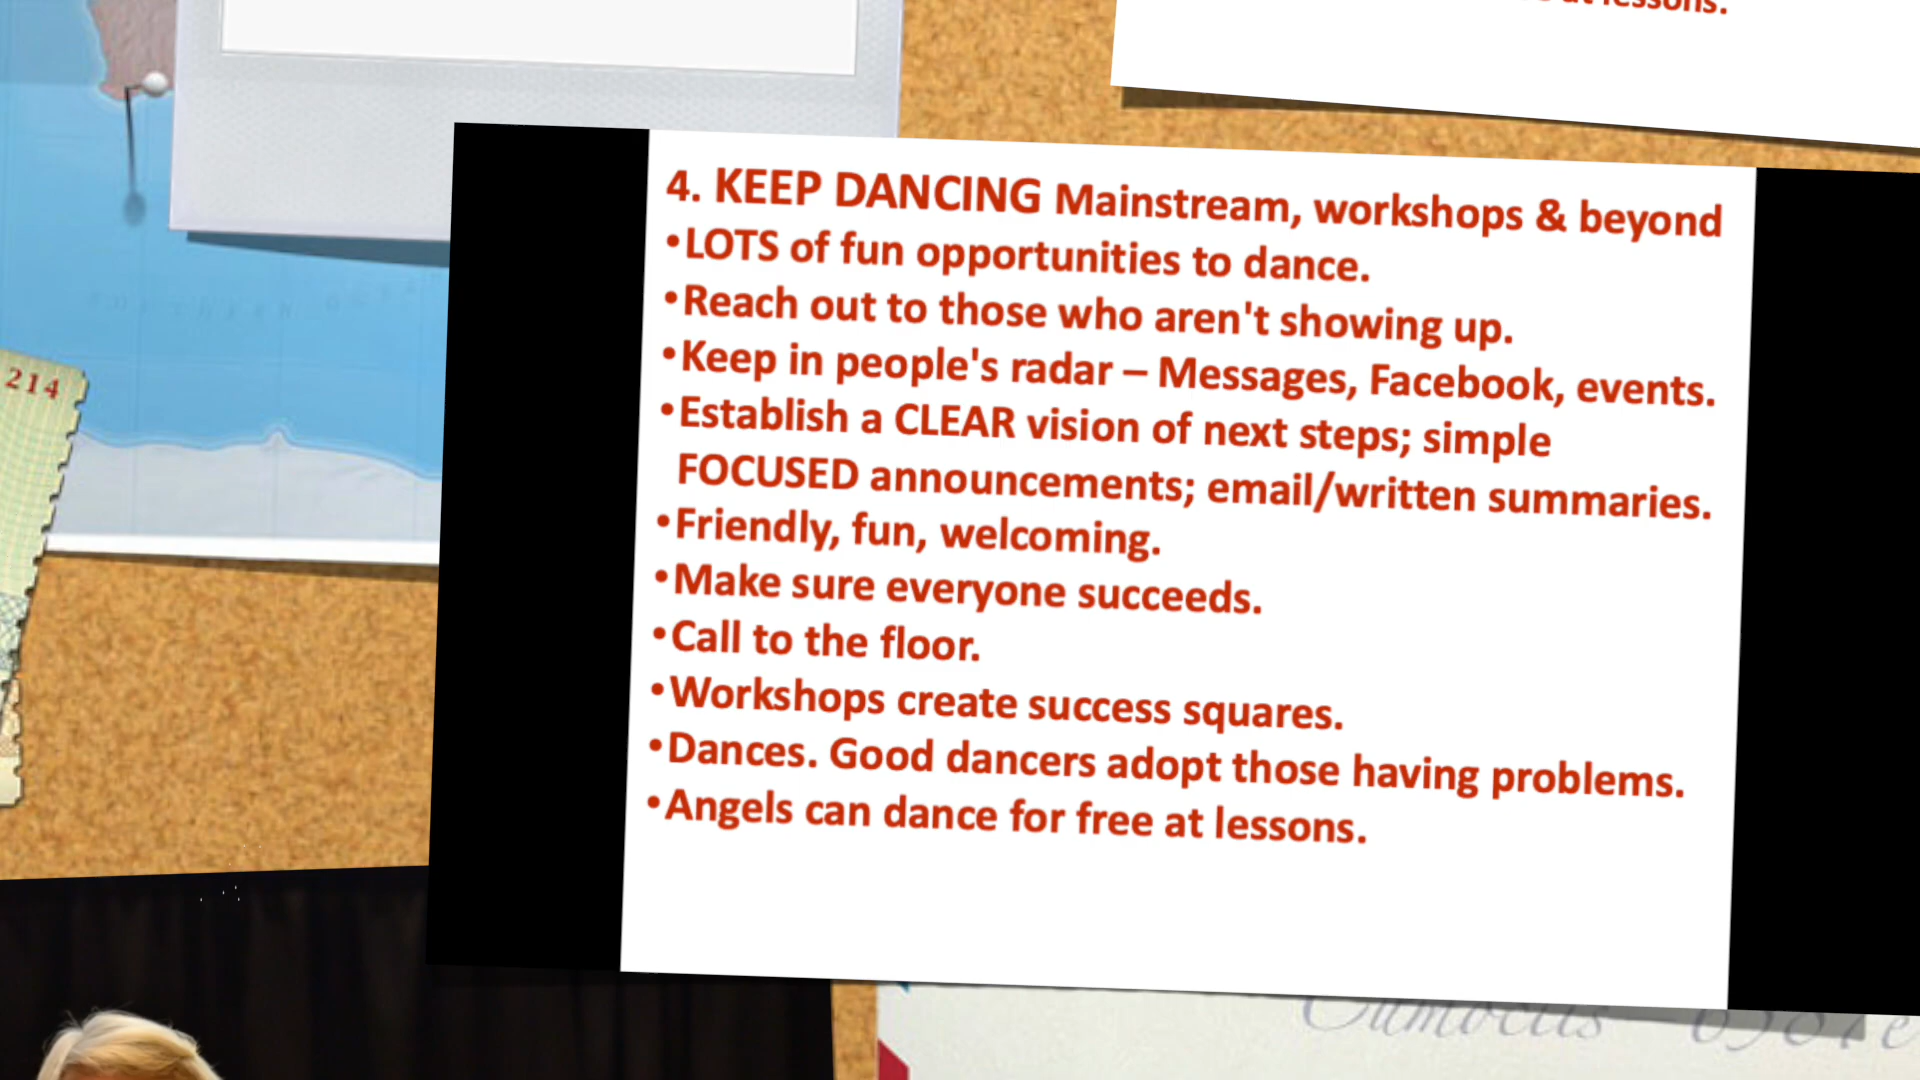 at lessons.
4. KEEP DANCING Mainstream, workshops & beyond
•LOTS of fun opportunities to dance.
•Reach out to those who aren't showing up.
•Keep in people's radar – Messages, Facebook, events.
•Establish a CLEAR vision of next steps; simple
FOCUSED announcements; email/written summaries.
214
•Friendly, fun, welcoming.
•Make sure everyone succeeds.
•Call to the floor.
•Workshops create success squares.
•Dances. Good dancers adopt those having problems.
•Angels can dance for free at lessons.